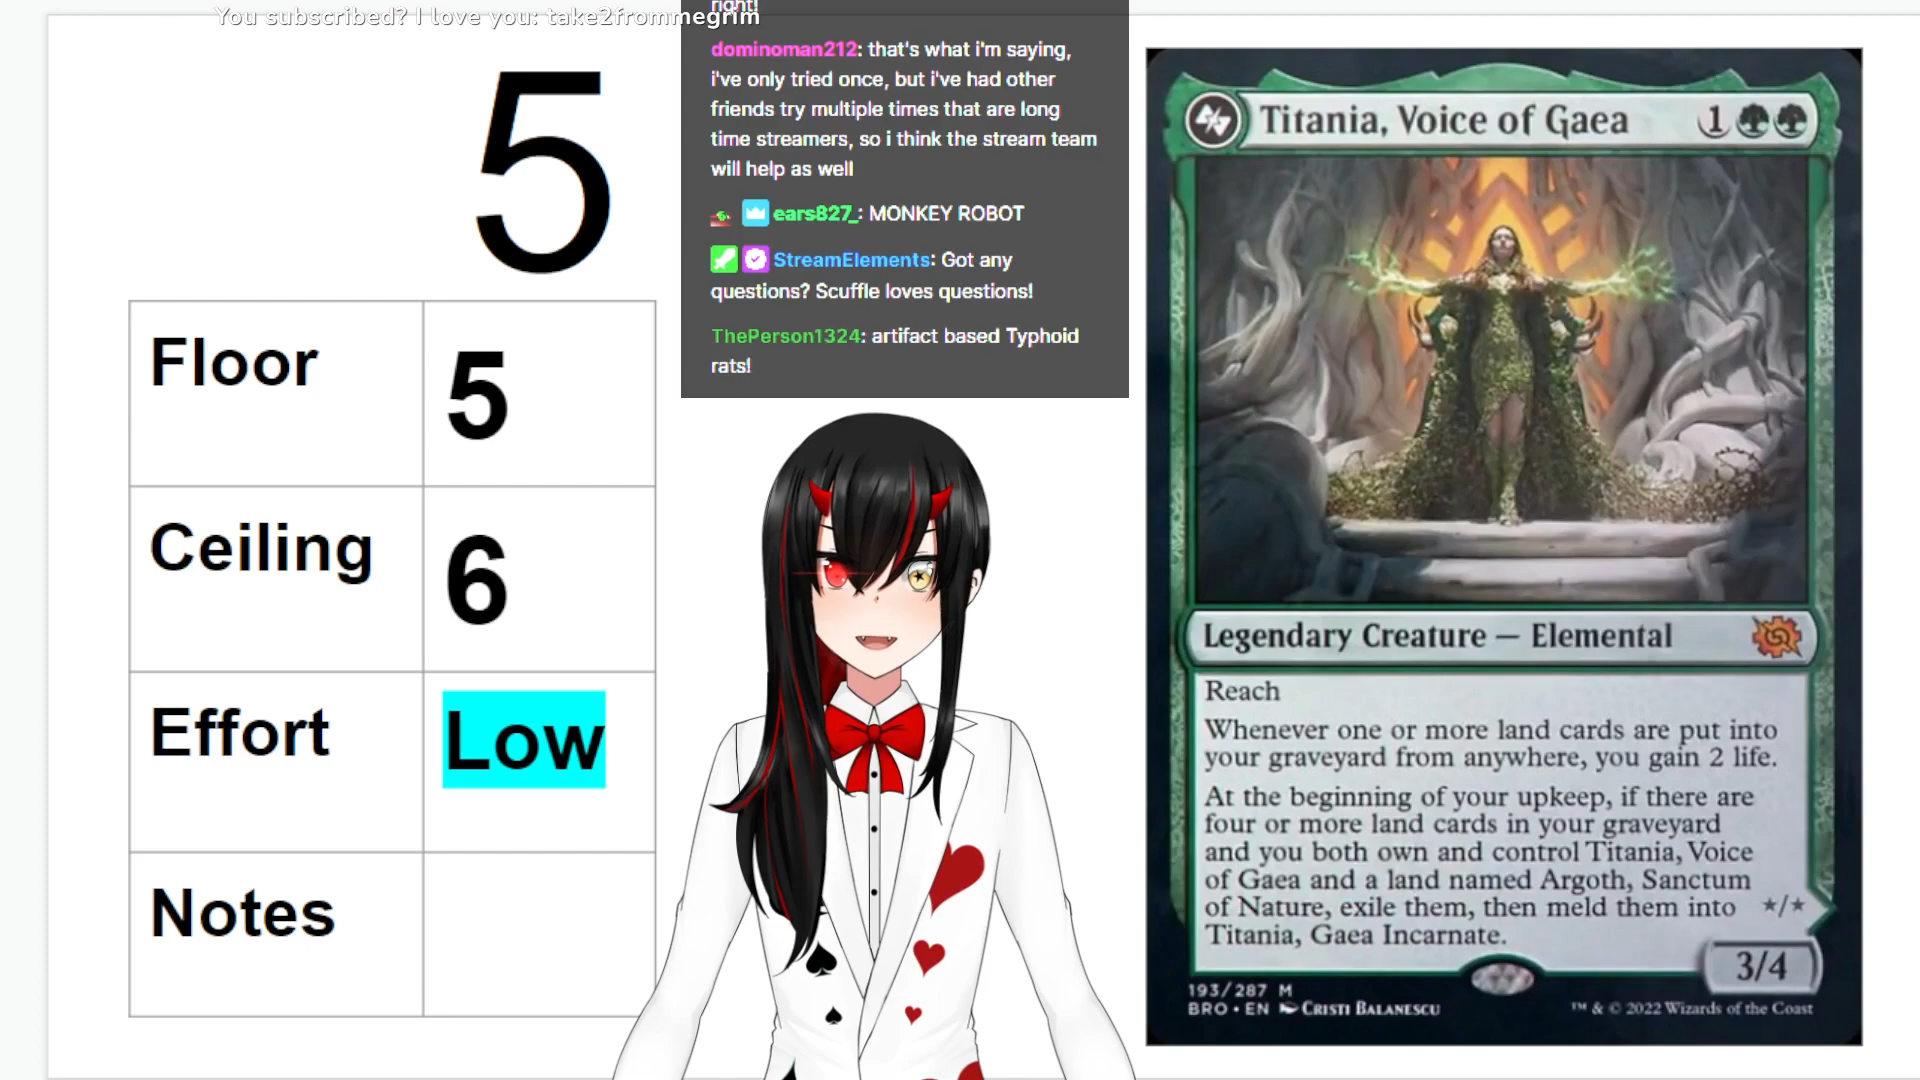 You subscribed? I love you: take2frommegrim
right!
dominoman212: that's what i'm saying,
i've only tried once, but i've had other
friends try multiple times that are long
time streamers, so i think the stream team
will help as well
ears827_: MONKEY ROBOT
StreamElements: Got any
questions? Scuffle loves questions!
ThePerson1324: artifact based Typhoid
rats!
5
Floor 5
Ceiling 6
Effort Low
Notes
Titania, Voice of Gaea 1
Legendary Creature — Elemental
Reach
Whenever one or more land cards are put into
your graveyard from anywhere, you gain 2 life.
At the beginning of your upkeep, if there are
four or more land cards in your graveyard
and you both own and control Titania, Voice
of Gaea and a land named Argoth, Sanctum
of Nature, exile them, then meld them into
Titania, Gaea Incarnate.
★/★
3/4
193/287 M
BRO • EN Cristi Balanescu
™ & © 2022 Wizards of the Coast